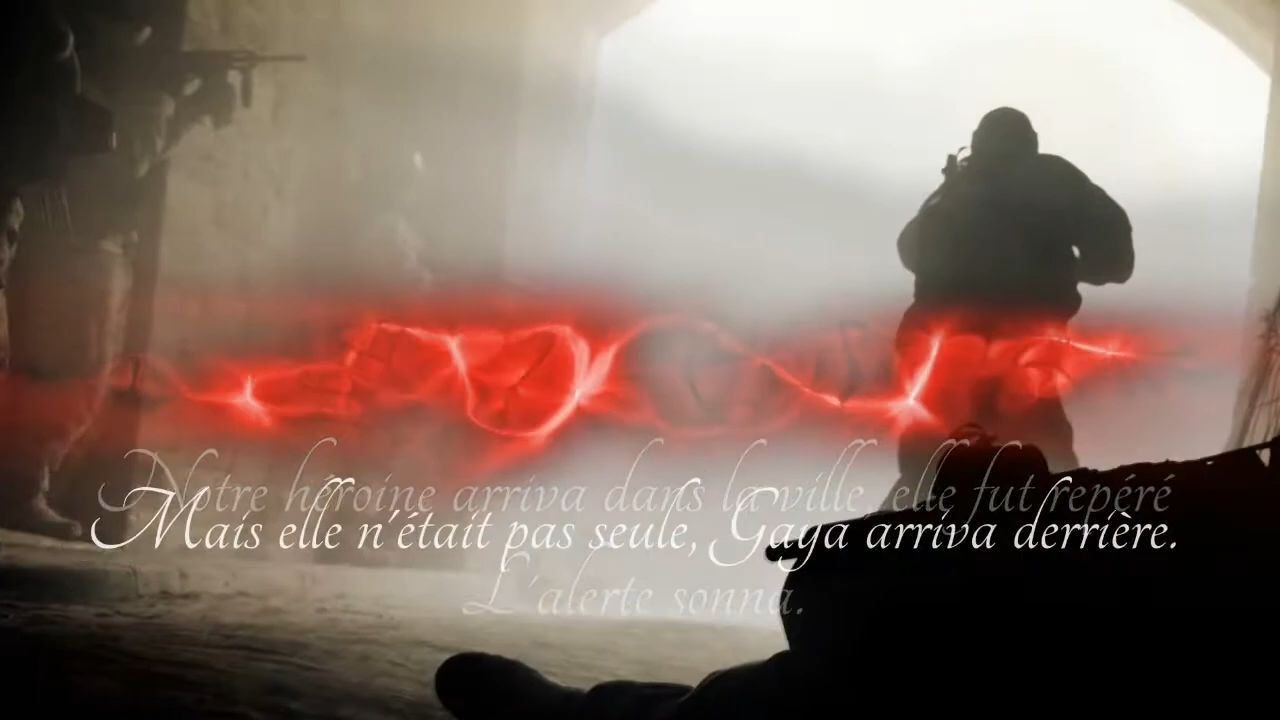 Notre héroine arriva dans la ville, elle fut repéré
Mais elle n'était pas seule, Gaya arriva derrière.
L'alerte sonna.